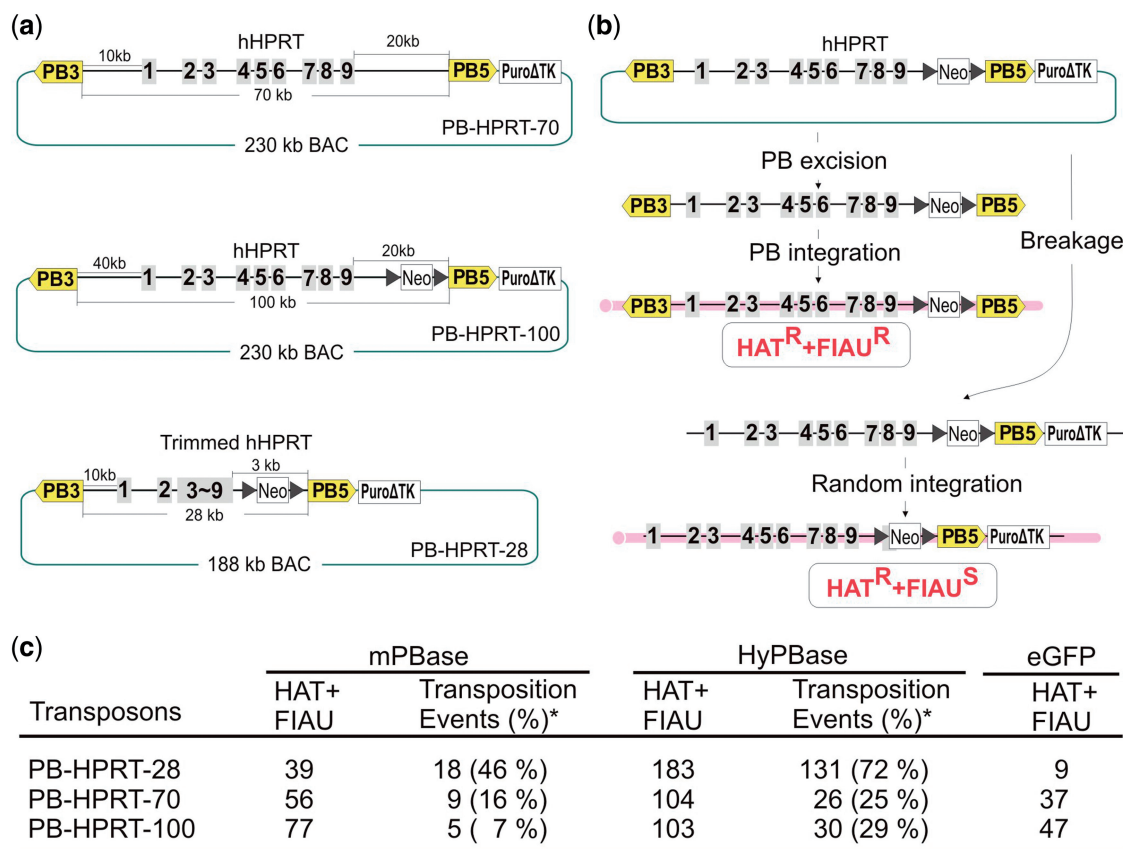 (a)
hHPRT
10kb
20kb
PB3 1 2-3 4-5-6 7-8-9 PB5 PuroΔTK
70 kb
PB-HPRT-70
230 kb BAC
hHPRT
40kb
20kb
PB3 1 2-3 4-5-6 7-8-9 Neo PB5 PuroΔTK
100 kb
PB-HPRT-100
230 kb BAC
Trimmed hHPRT
10kb
3 kb
PB3 1 2 3~9 Neo PB5 PuroΔTK
28 kb
PB-HPRT-28
188 kb BAC
(b)
hHPRT
PB3 1 2-3 4-5-6 7-8-9 Neo PB5 PuroΔTK
PB excision
PB3 1 2-3 4-5-6 7-8-9 Neo PB5
Breakage
PB integration
PB3 1 2-3 4-5-6 7-8-9 Neo PB5
HATR+FIAUR
1 2-3 4-5-6 7-8-9 Neo PB5 PuroΔTK
Random integration
1 2-3 4-5-6 7-8-9 Neo PB5 PuroΔTK
HATR+FIAUS
(c)
mPBase HyPBase eGFP
Transposons HAT+ FIAU Transposition Events (%)* HAT+ FIAU Transposition Events (%)* HAT+ FIAU
PB-HPRT-28 39 18 (46 %) 183 131 (72 %) 9
PB-HPRT-70 56 9 (16 %) 104 26 (25 %) 37
PB-HPRT-100 77 5 ( 7 %) 103 30 (29 %) 47